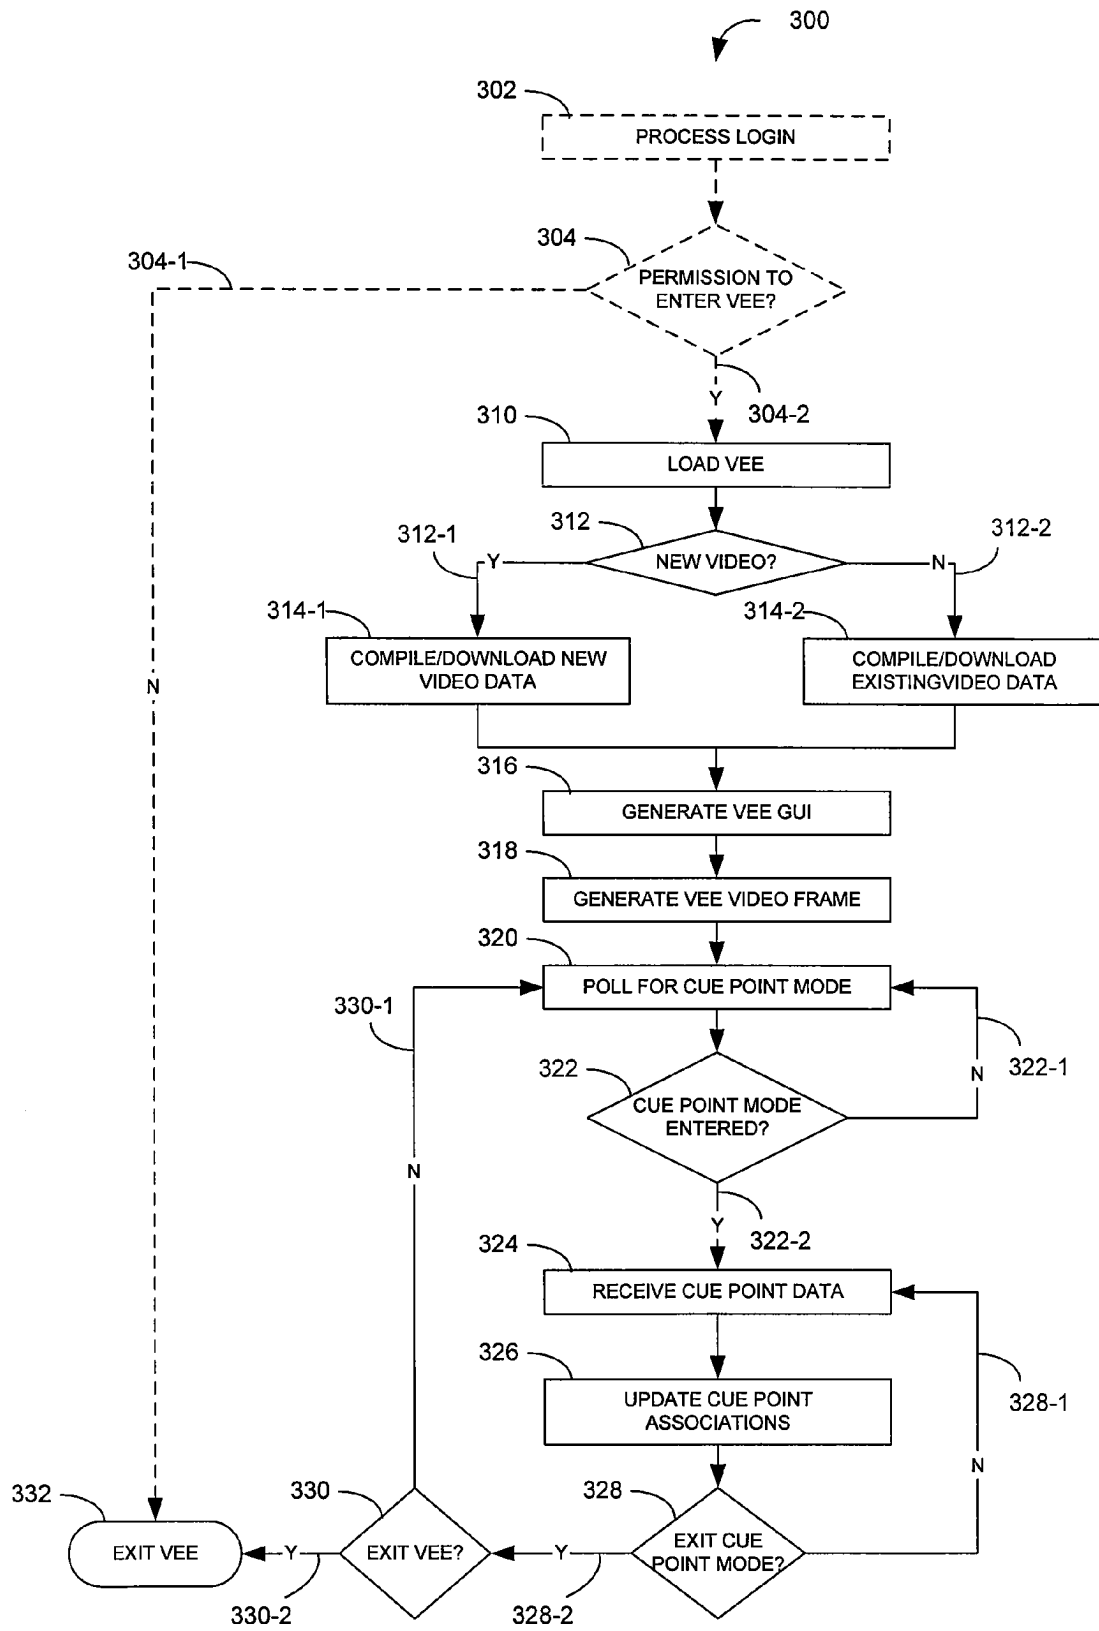 300
302
PROCESS LOGIN
304
304-1
PERMISSION TO
ENTER VEE?
Y
304-2
310
LOAD VEE
312-1
312
312-2
Y
NEW VIDEO?
N
314-1
314-2
COMPILE/DOWNLOAD NEW
VIDEO DATA
COMPILE/DOWNLOAD
EXISTINGVIDEO DATA
N
316
GENERATE VEE GUI
318
GENERATE VEE VIDEO FRAME
320
POLL FOR CUE POINT MODE
330-1
322
322-1
N
CUE POINT MODE
ENTERED?
N
Y
322-2
324
RECEIVE CUE POINT DATA
326
328-1
UPDATE CUE POINT
ASSOCIATIONS
N
332
330
328
EXIT VEE
Y
EXIT VEE?
Y
EXIT CUE
POINT MODE?
330-2
328-2